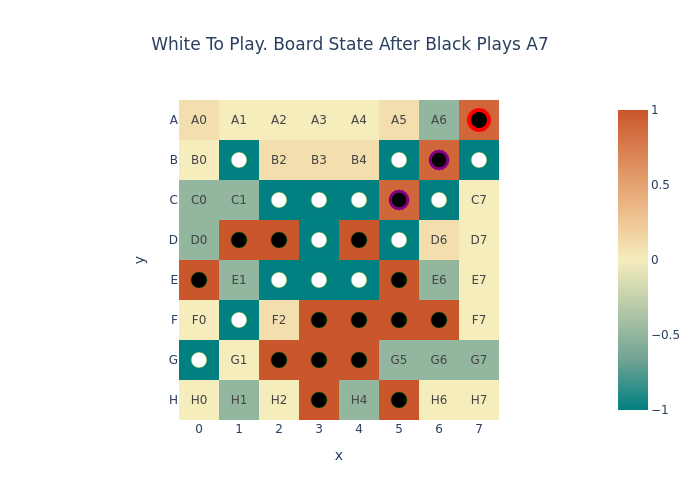 White To Play. Board State After Black Plays A7
A A0 A1 A2 A3 A4 A5 A6 1
B B0 B2 B3 B4
C C0 C1 C7 0.5
D D0 D6 D7
y 0
E E1 E6 E7
F F0 F2 F7 −0.5
G G1 G5 G6 G7
H H0 H1 H2 H4 H6 H7 −1
0 1 2 3 4 5 6 7
x